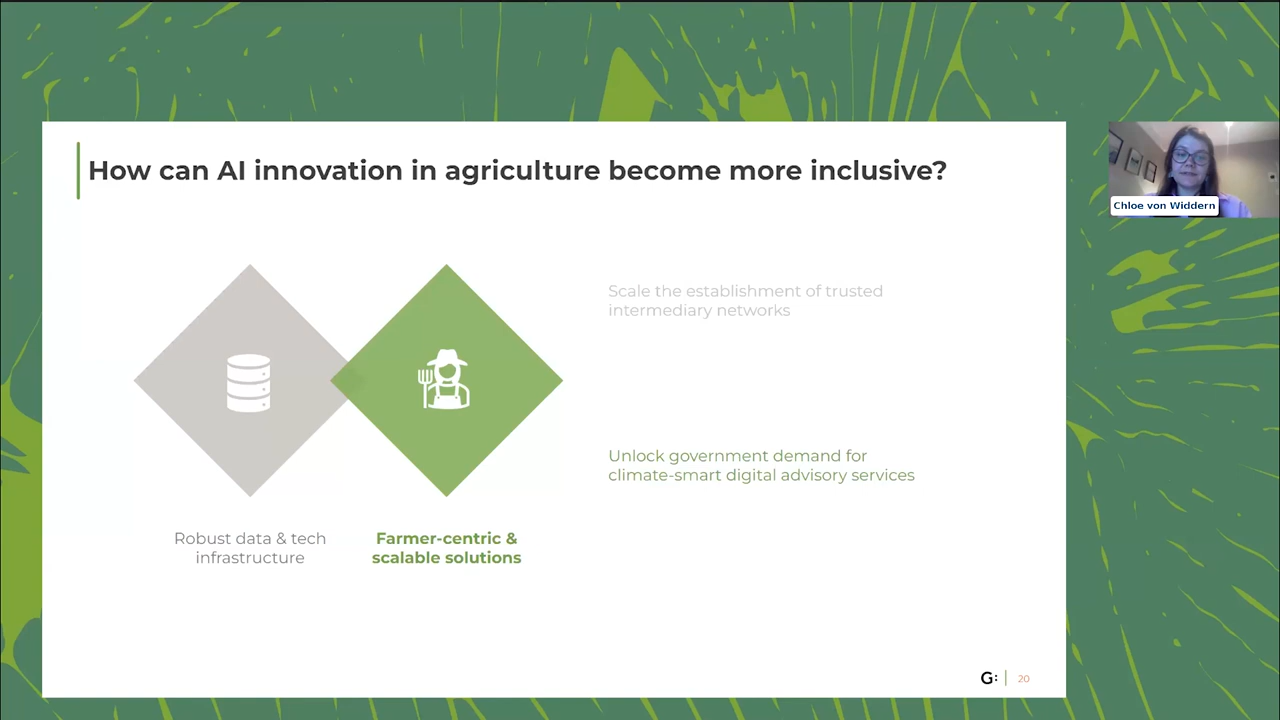 How can AI innovation in agriculture become more inclusive?
Chloe von Widdern
Scale the establishment of trusted
intermediary networks
Unlock government demand for
climate-smart digital advisory services
Robust data & tech
infrastructure
Farmer-centric &
scalable solutions
G:
20